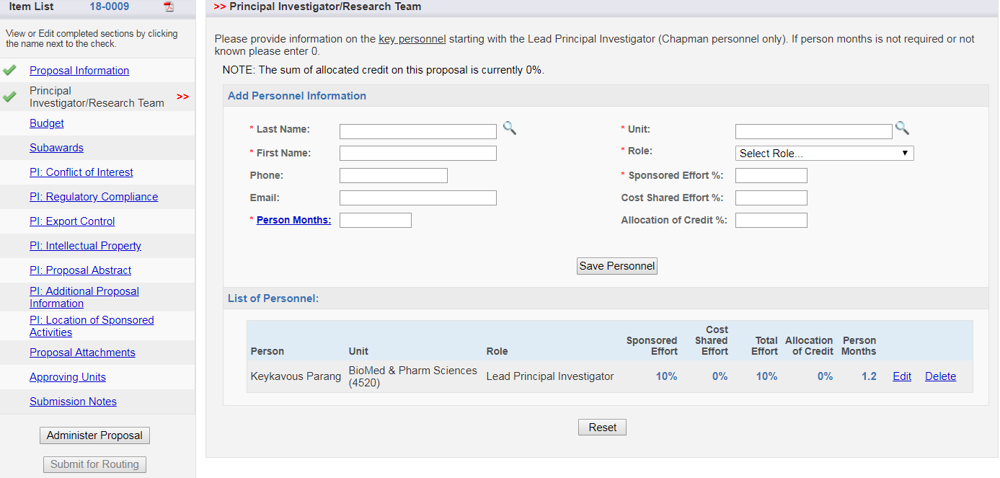 Item List 18-0009
View or Edit completed sections by clicking
the name next to the check.
Proposal Information
Principal
Investigator/Research Team >>
Budget
Subawards
PI: Conflict of Interest
PI: Regulatory Compliance
PI: Export Control
PI: Intellectual Property
PI: Proposal Abstract
PI: Additional Proposal
Information
PI: Location of Sponsored
Activities
Proposal Attachments
Approving Units
Submission Notes
Administer Proposal
Submit for Routing
>> Principal Investigator/Research Team
Please provide information on the key personnel starting with the Lead Principal Investigator (Chapman personnel only). If person months is not required or not
known please enter 0.
NOTE: The sum of allocated credit on this proposal is currently 0%.
Add Personnel Information
* Last Name:
* First Name:
Phone:
Email:
* Person Months:
* Unit:
* Role: Select Role...
* Sponsored Effort %:
Cost Shared Effort %:
Allocation of Credit %:
Save Personnel
List of Personnel:
Person Unit Role Sponsored Effort Cost Shared Effort Total Effort Allocation of Credit Person Months
Keykavous Parang BioMed & Pharm Sciences (4520) Lead Principal Investigator 10% 0% 10% 0% 1.2 Edit Delete
Reset